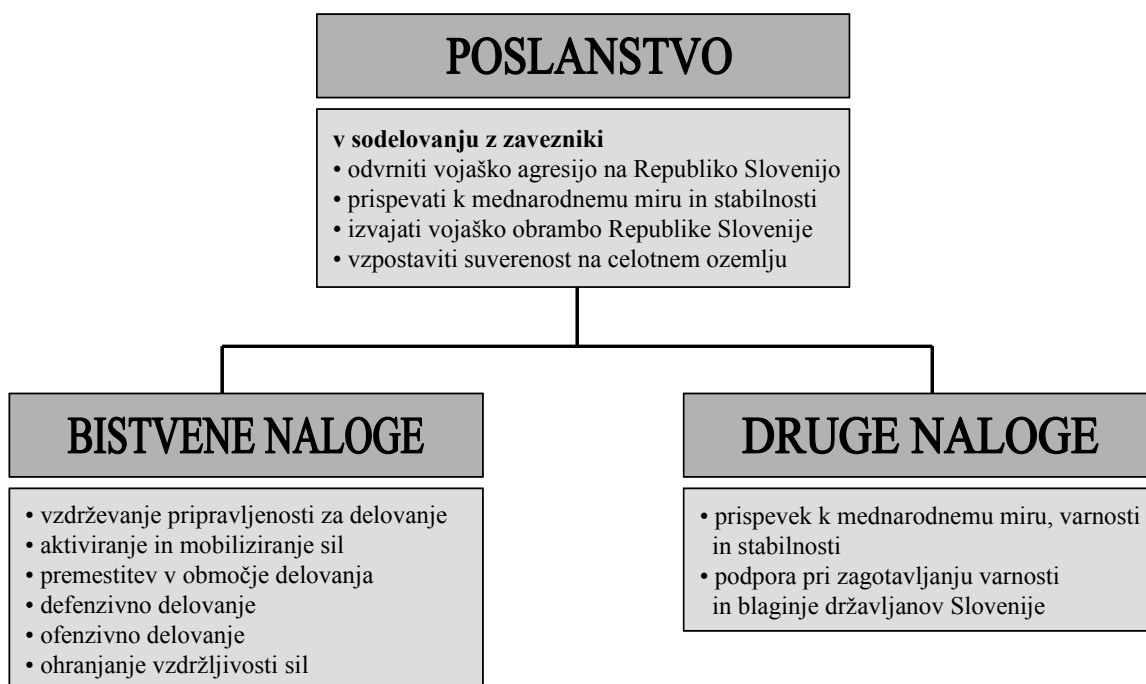 POSLANSTVO
v sodelovanju z zavezniki
• odvrniti vojaško agresijo na Republiko Slovenijo
• prispevati k mednarodnemu miru in stabilnosti
• izvajati vojaško obrambo Republike Slovenije
• vzpostaviti suverenost na celotnem ozemlju
BISTVENE NALOGE
• vzdrževanje pripravljenosti za delovanje
• aktiviranje in mobiliziranje sil
• premestitev v območje delovanja
• defenzivno delovanje
• ofenzivno delovanje
• ohranjanje vzdržljivosti sil
DRUGE NALOGE
• prispevek k mednarodnemu miru, varnosti
in stabilnosti
• podpora pri zagotavljanju varnosti
in blaginje državljanov Slovenije